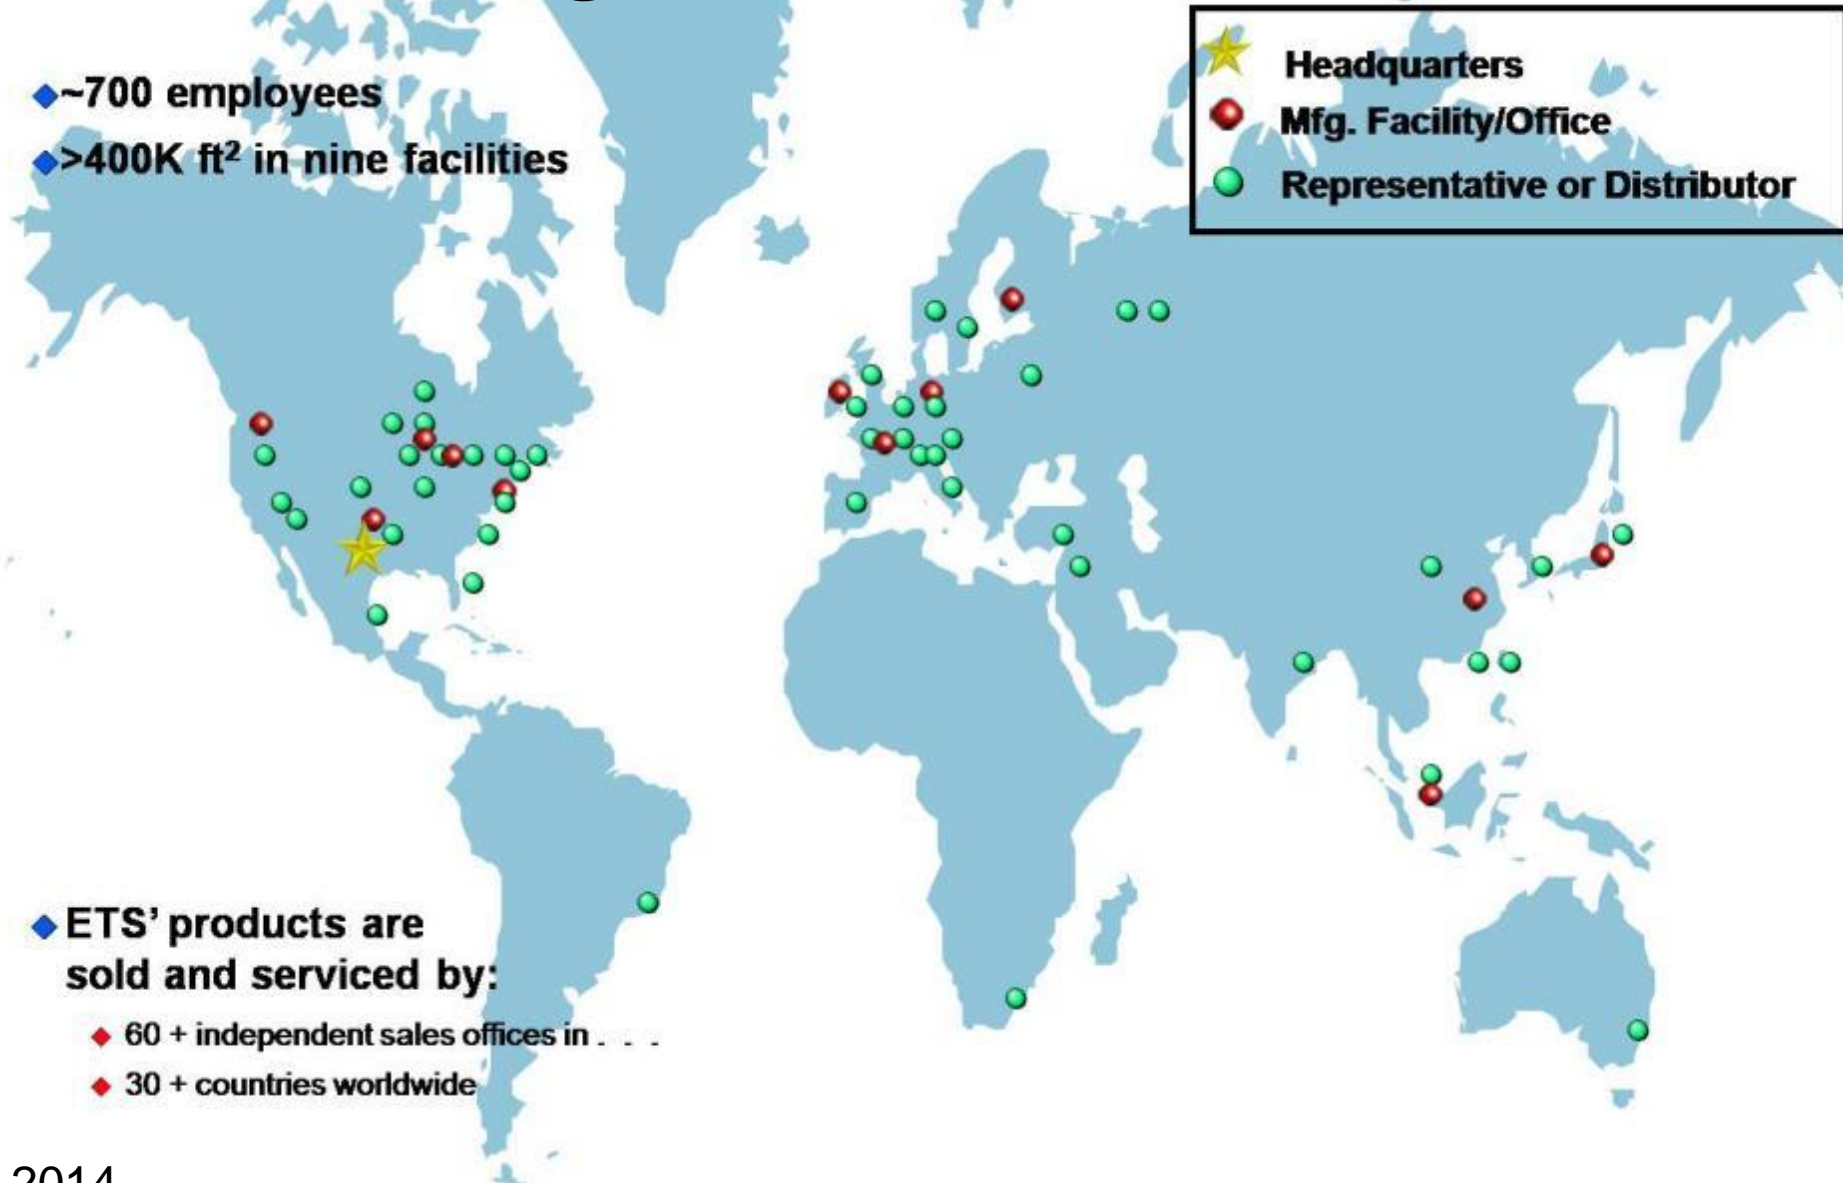 ~700 employees
>400K ft² in nine facilities
Headquarters
Mfg. Facility/Office
Representative or Distributor
ETS’ products are
sold and serviced by:
60 + independent sales offices in . . .
30 + countries worldwide
2014